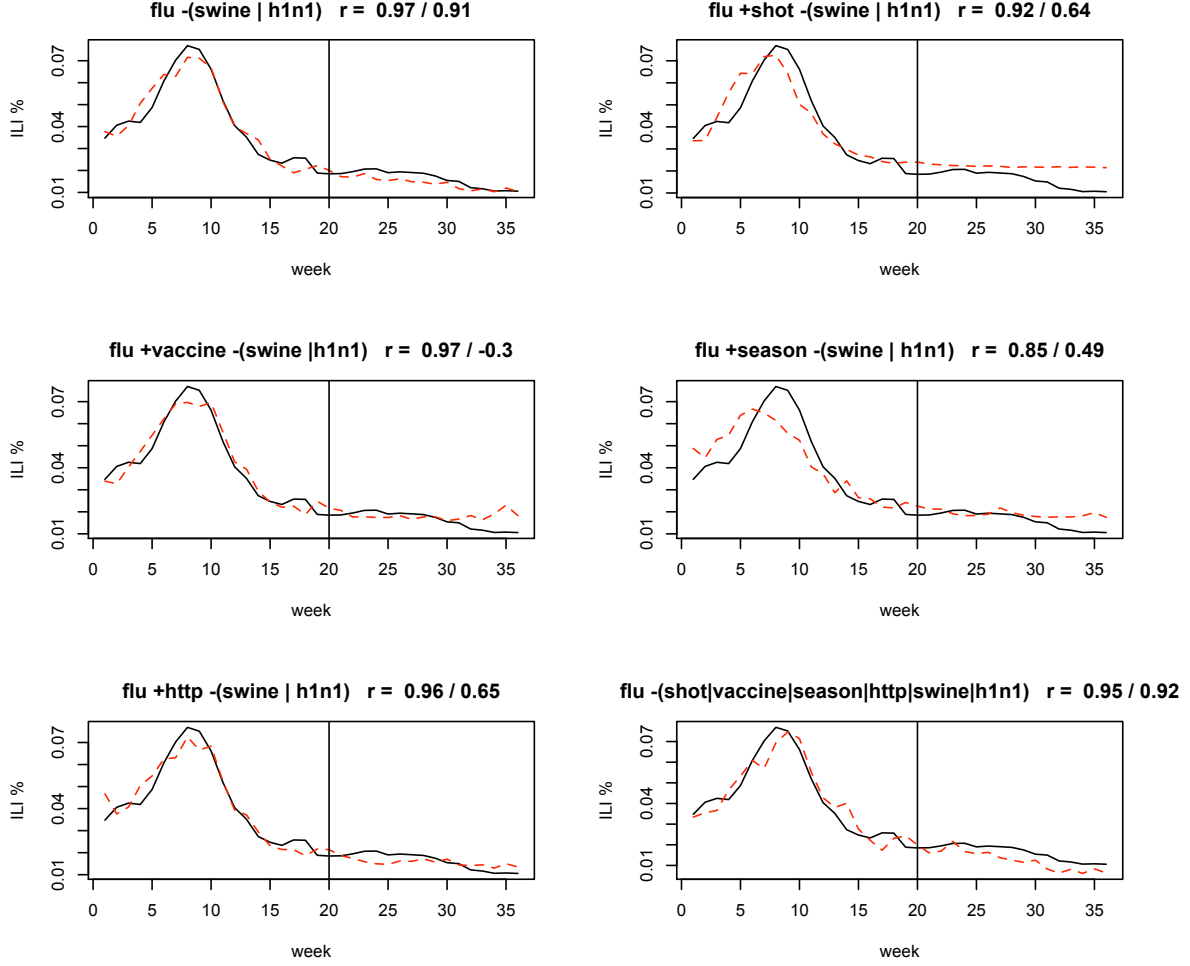 flu -(swine | h1n1) r = 0.97 / 0.91
ILI %
0.01 0.04 0.07
0 5 10 15 20 25 30 35
week
flu +shot -(swine | h1n1) r = 0.92 / 0.64
ILI %
0.01 0.04 0.07
0 5 10 15 20 25 30 35
week
flu +vaccine -(swine |h1n1) r = 0.97 / -0.3
ILI %
0.01 0.04 0.07
0 5 10 15 20 25 30 35
week
flu +season -(swine | h1n1) r = 0.85 / 0.49
ILI %
0.01 0.04 0.07
0 5 10 15 20 25 30 35
week
flu +http -(swine | h1n1) r = 0.96 / 0.65
ILI %
0.01 0.04 0.07
0 5 10 15 20 25 30 35
week
flu -(shot|vaccine|season|http|swine|h1n1) r = 0.95 / 0.92
ILI %
0.01 0.04 0.07
0 5 10 15 20 25 30 35
week